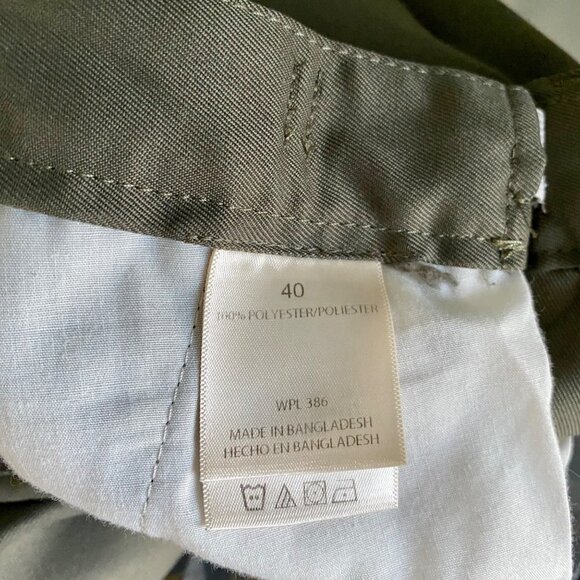 40
100% POLYESTER/POLIESTER
WPL 386
MADE IN BANGLADESH
HECHO EN BANGLADESH